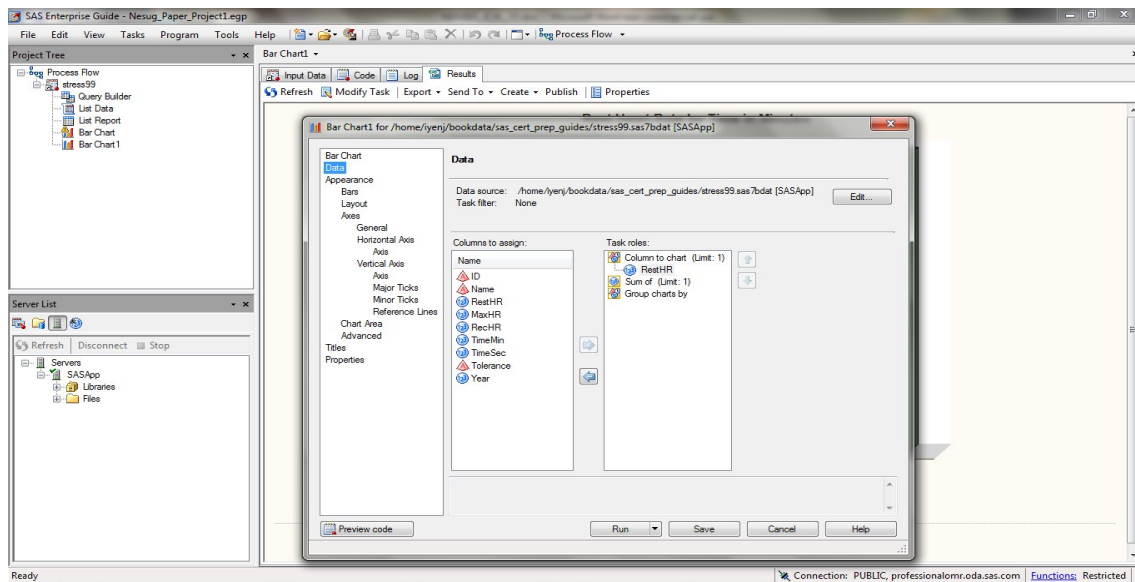 SAS Enterprise Guide - Nesug_Paper_Project1.egp
File Edit View Tasks Program Tools Help Process Flow
Project Tree
Process Flow
stress99
Query Builder
List Data
List Report
Bar Chart
Bar Chart1
Server List
Refresh Disconnect Stop
Servers
SASApp
Libraries
Files
Bar Chart1
Input Data Code Log Results
Refresh Modify Task Export Send To Create Publish Properties
Bar Chart1 for /home/iyenj/bookdata/sas_cert_prep_guides/stress99.sas7bdat [SASApp]
Bar Chart
Data
Appearance
Bars
Layout
Axes
General
Horizontal Axis
Axis
Vertical Axis
Axis
Major Ticks
Minor Ticks
Reference Lines
Chart Area
Advanced
Titles
Properties
Data
Data source: /home/iyenj/bookdata/sas_cert_prep_guides/stress99.sas7bdat [SASApp]
Task filter: None
Edit...
Columns to assign:
Name
ID
Name
RestHR
MaxHR
RecHR
TimeMin
TimeSec
Tolerance
Year
Task roles:
Column to chart (Limit: 1)
RestHR
Sum of (Limit: 1)
Group charts by
Preview code Run Save Cancel Help
Ready Connection: PUBLIC, professionalomr.oda.sas.com Functions: Restricted